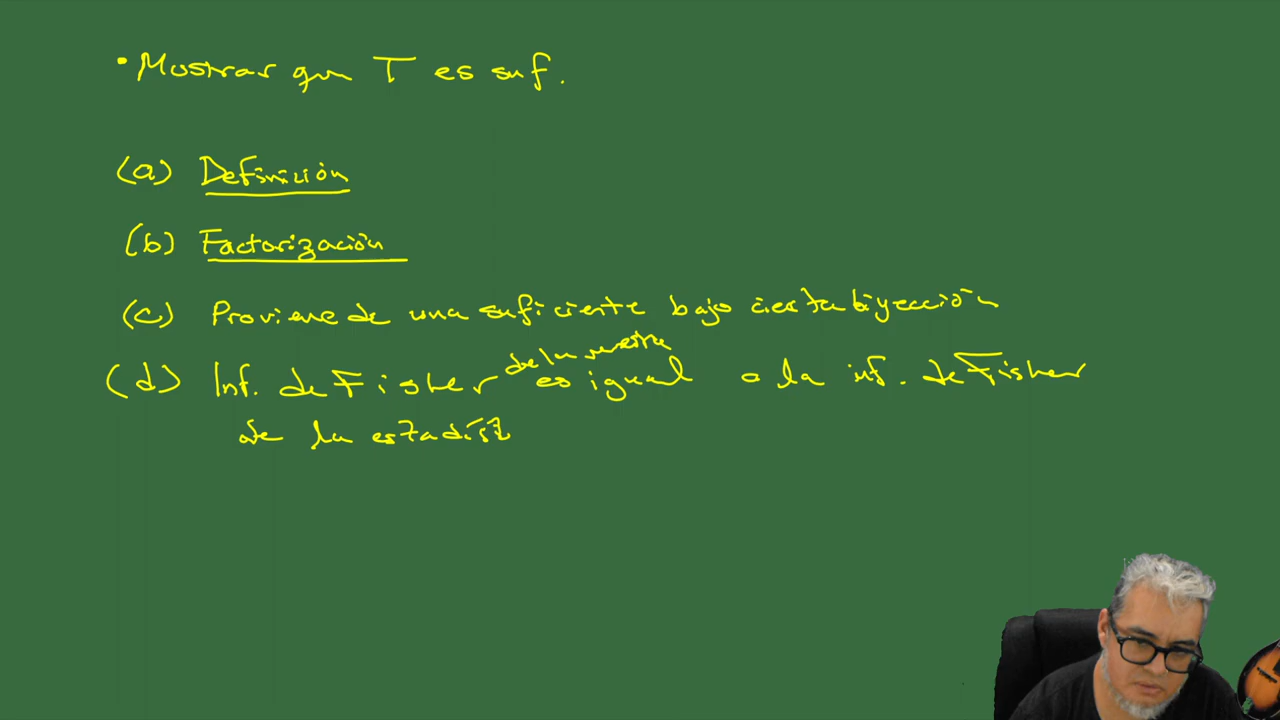 • Mostrar que T es suf.
(a) Definición
(b) Factorización
(c) Proviene de una suficiente bajo cierta biyección
de la muestra
(d) Inf. de Fisher es igual a la inf. de Fisher
de la estadíst